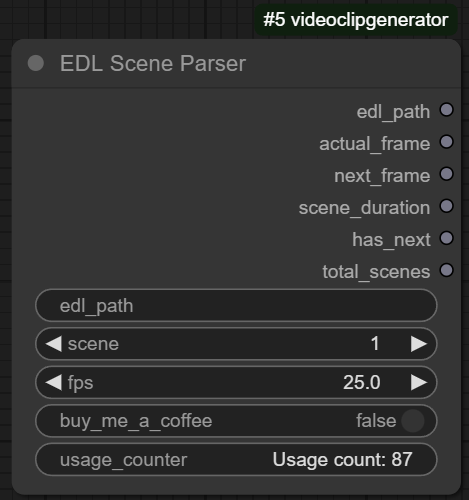 #5 videoclipgenerator
EDL Scene Parser
edl_path
actual_frame
next_frame
scene_duration
has_next
total_scenes
edl_path
scene 1
fps 25.0
buy_me_a_coffee false
usage_counter Usage count: 87